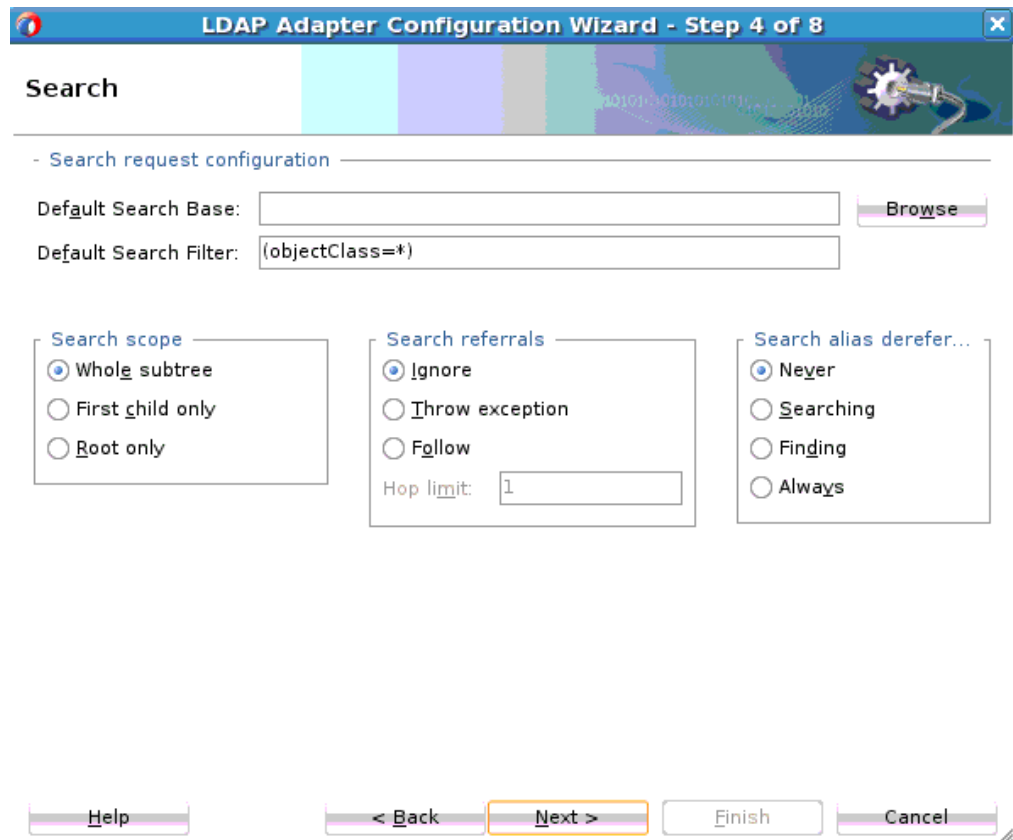 LDAP Adapter Configuration Wizard - Step 4 of 8
Search
- Search request configuration
Default Search Base:
Browse
Default Search Filter: (objectClass=*)
Search scope
Whole subtree
First child only
Root only
Search referrals
Ignore
Throw exception
Follow
Hop limit: 1
Search alias derefer...
Never
Searching
Finding
Always
Help
< Back
Next >
Finish
Cancel